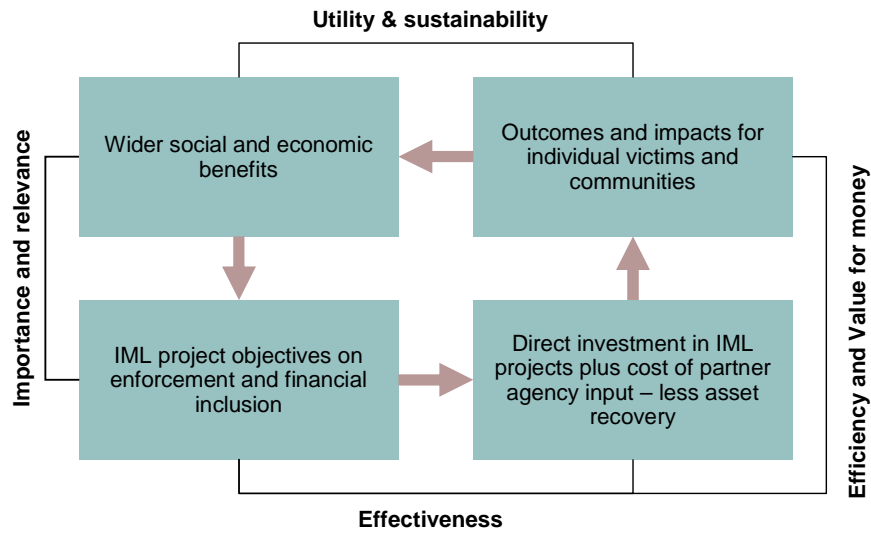 Utility & sustainability
Importance and relevance
Wider social and economic
benefits
Outcomes and impacts for
individual victims and
communities
IML project objectives on
enforcement and financial
inclusion
Direct investment in IML
projects plus cost of partner
agency input – less asset
recovery
Efficiency and Value for money
Effectiveness